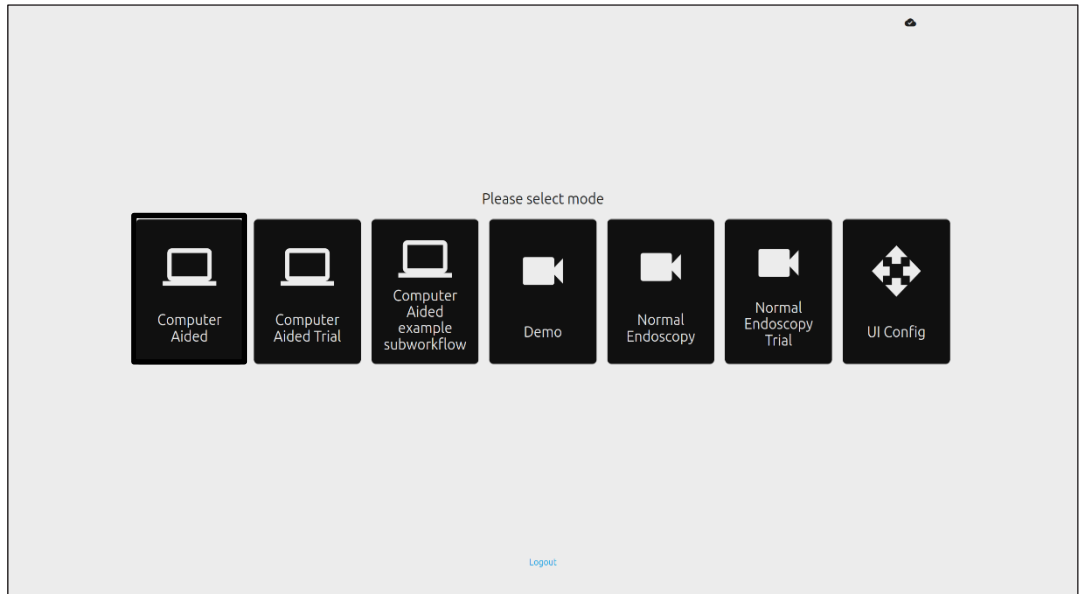 Please select mode
Computer
Aided
Computer
Aided Trial
Computer
Aided
example
subworkflow
Demo
Normal
Endoscopy
Normal
Endoscopy
Trial
UI Config
Logout